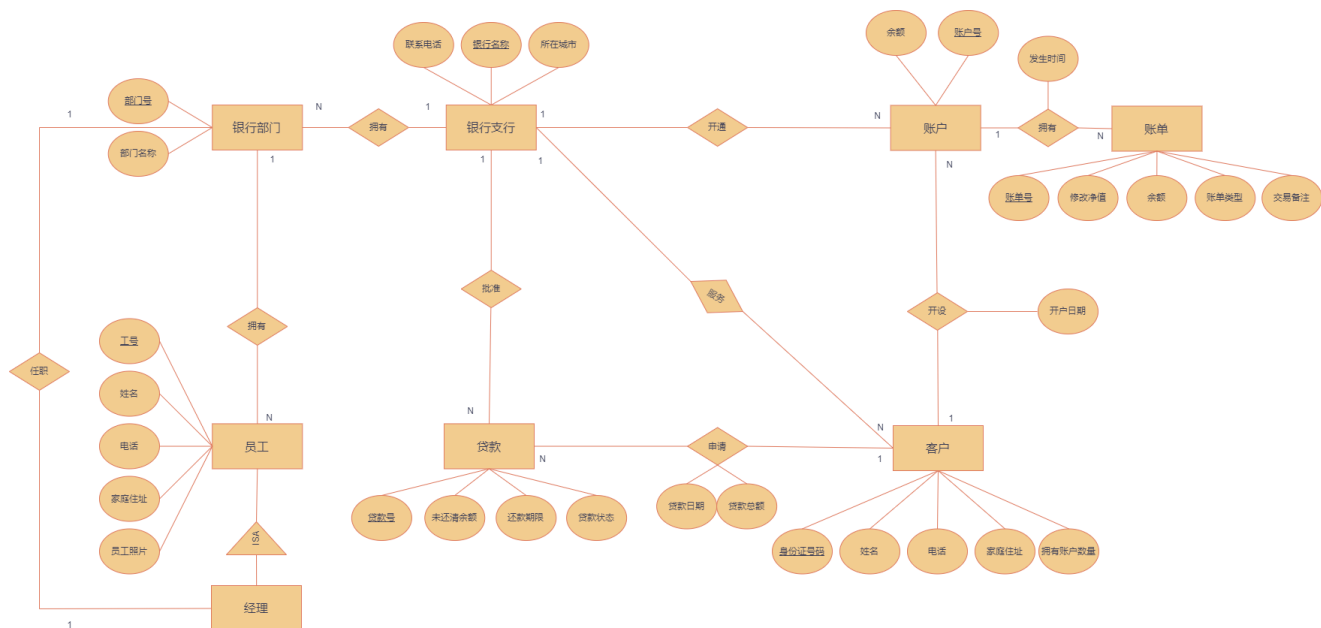 联系电话
银行名称
所在城市
余额
账户号
发生时间
部门号
部门名称
1
银行部门
N
拥有
1
银行支行
1
开通
N
账户
1
拥有
N
账单
1
1
1
N
账单号
修改净值
余额
账单类型
交易备注
批准
服务
开设
开户日期
拥有
任职
工号
姓名
电话
家庭住址
员工照片
N
员工
N
贷款
N
申请
1
N
1
客户
贷款号
未还清余额
还款期限
贷款状态
贷款日期
贷款总额
身份证号码
姓名
电话
家庭住址
拥有账户数量
ISA
经理
1